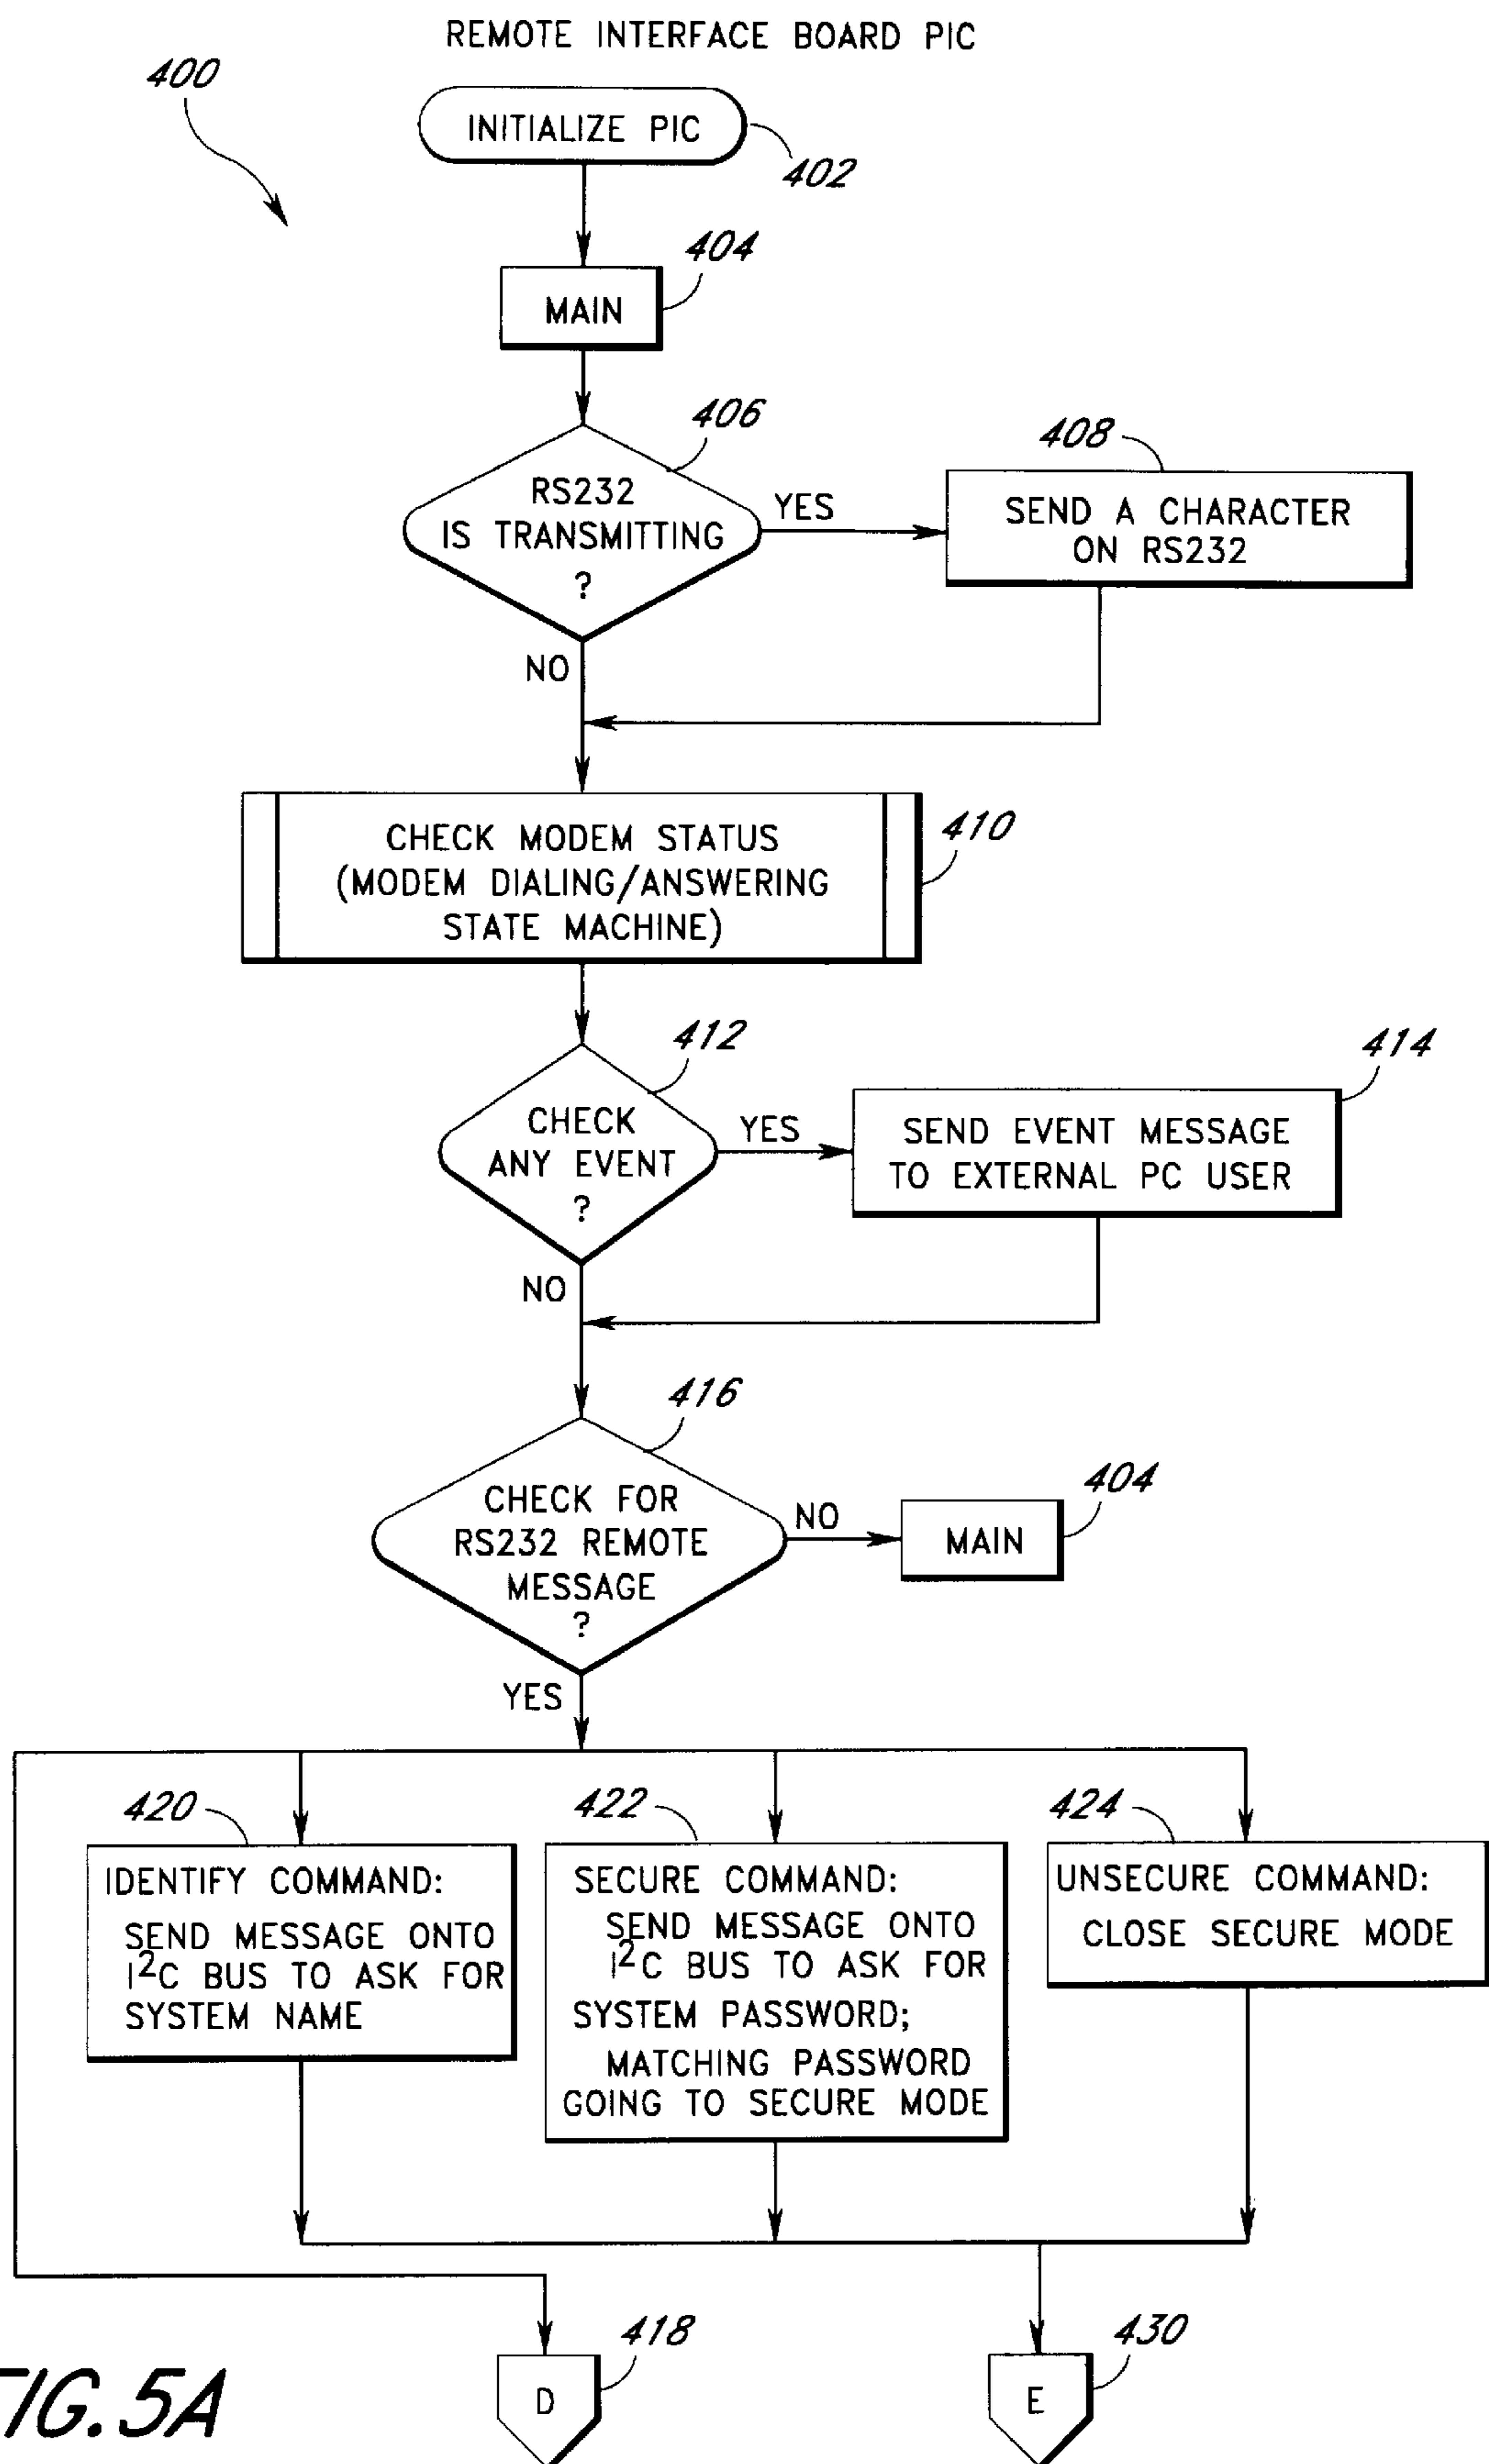 REMOTE INTERFACE BOARD PIC
400
INITIALIZE PIC
402
404
MAIN
406
RS232
IS TRANSMITTING
?
YES
408
SEND A CHARACTER
ON RS232
NO
CHECK MODEM STATUS
(MODEM DIALING/ANSWERING
STATE MACHINE)
410
412
CHECK
ANY EVENT
?
YES
414
SEND EVENT MESSAGE
TO EXTERNAL PC USER
NO
416
CHECK FOR
RS232 REMOTE
MESSAGE
?
NO
404
MAIN
YES
420
IDENTIFY COMMAND:
SEND MESSAGE ONTO
I²C BUS TO ASK FOR
SYSTEM NAME
422
SECURE COMMAND:
SEND MESSAGE ONTO
I²C BUS TO ASK FOR
SYSTEM PASSWORD;
MATCHING PASSWORD
GOING TO SECURE MODE
424
UNSECURE COMMAND:
CLOSE SECURE MODE
418
D
430
E
FIG. 5A